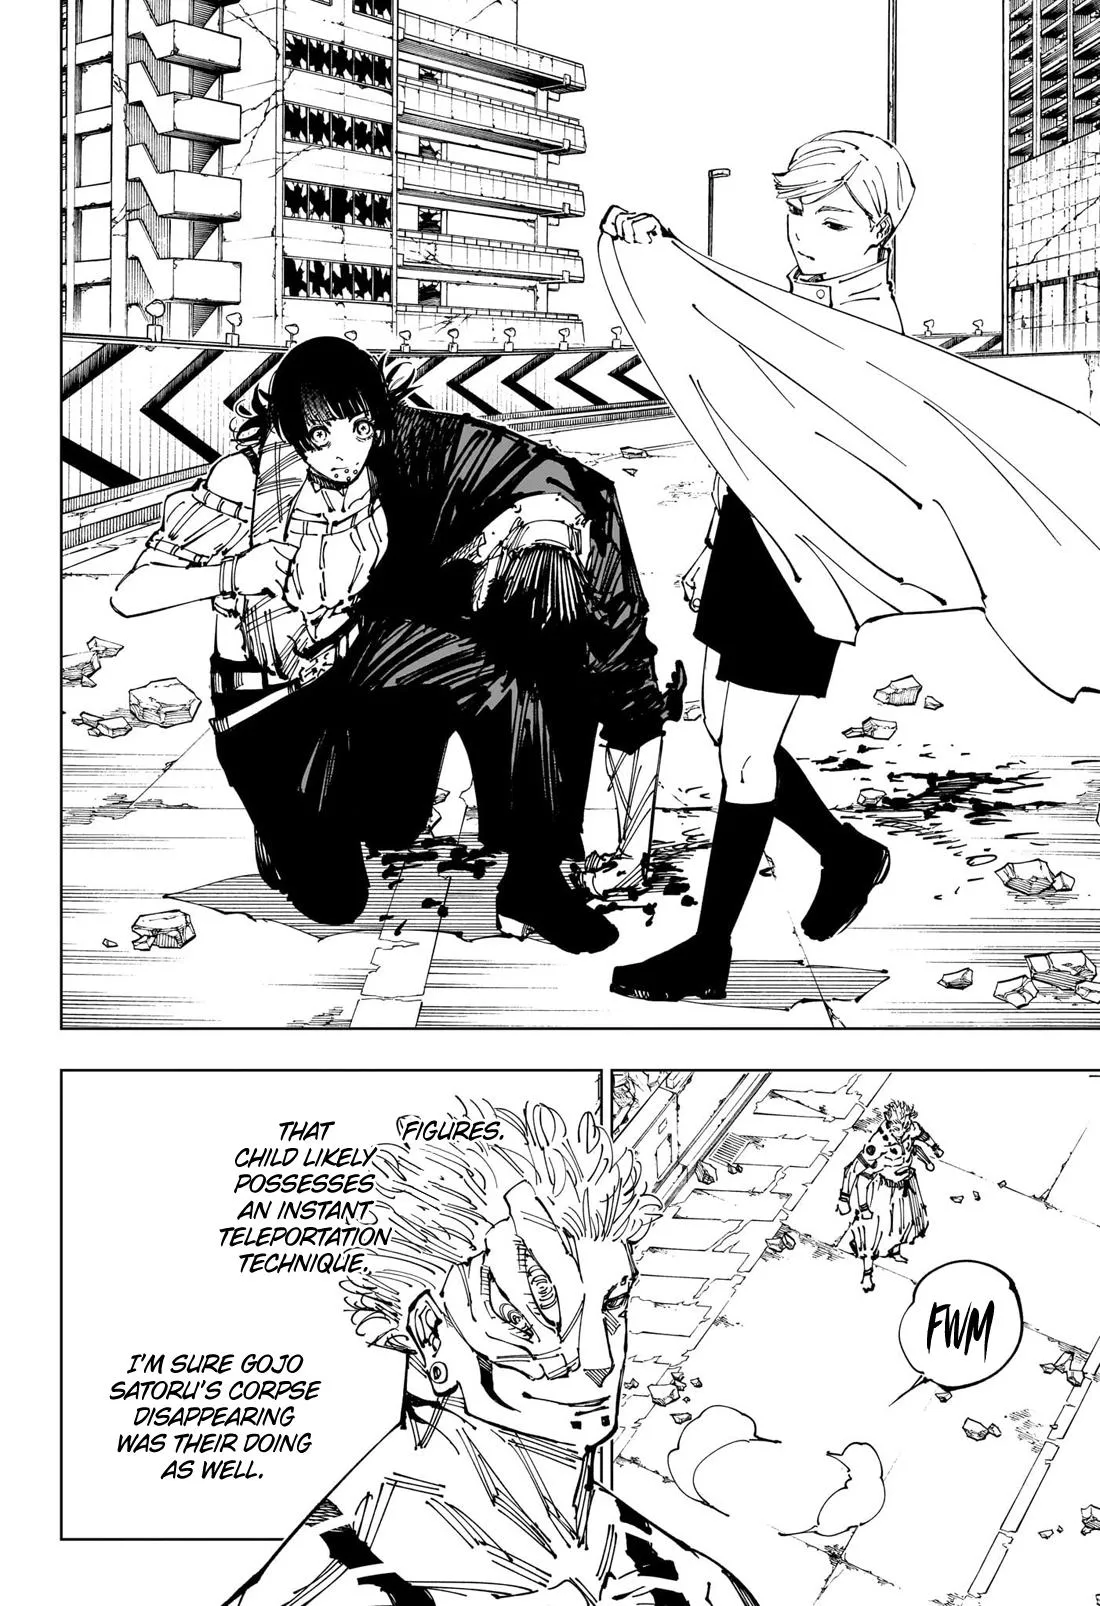 FIGURES.
THAT
CHILD LIKELY
POSSESSES
AN INSTANT
TELEPORTATION
TECHNIQUE.
I'M SURE GOJO
SATORU'S CORPSE
DISAPPEARING
WAS THEIR DOING
AS WELL.
FWM